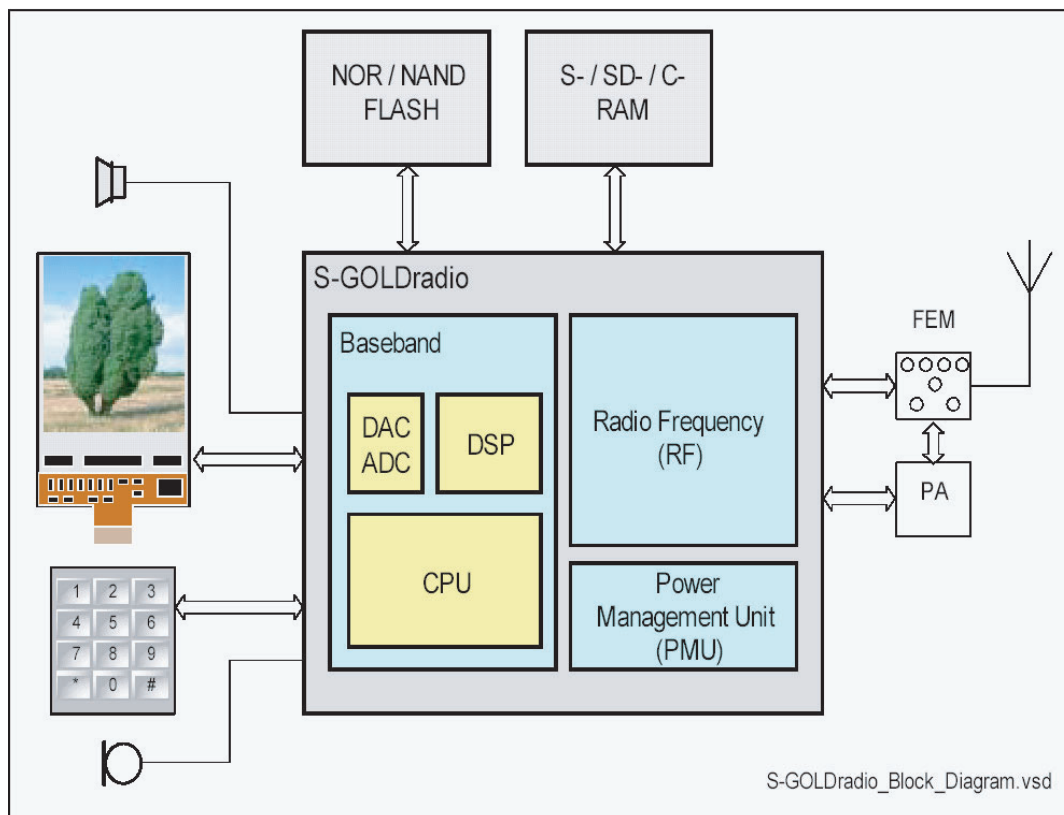 NOR / NAND
FLASH
S- / SD- / C-
RAM
S-GOLDradio
Baseband
DAC
ADC
DSP
CPU
Radio Frequency
(RF)
Power
Management Unit
(PMU)
FEM
PA
1 2 3
4 5 6
7 8 9
* 0 #
S-GOLDradio_Block_Diagram.vsd